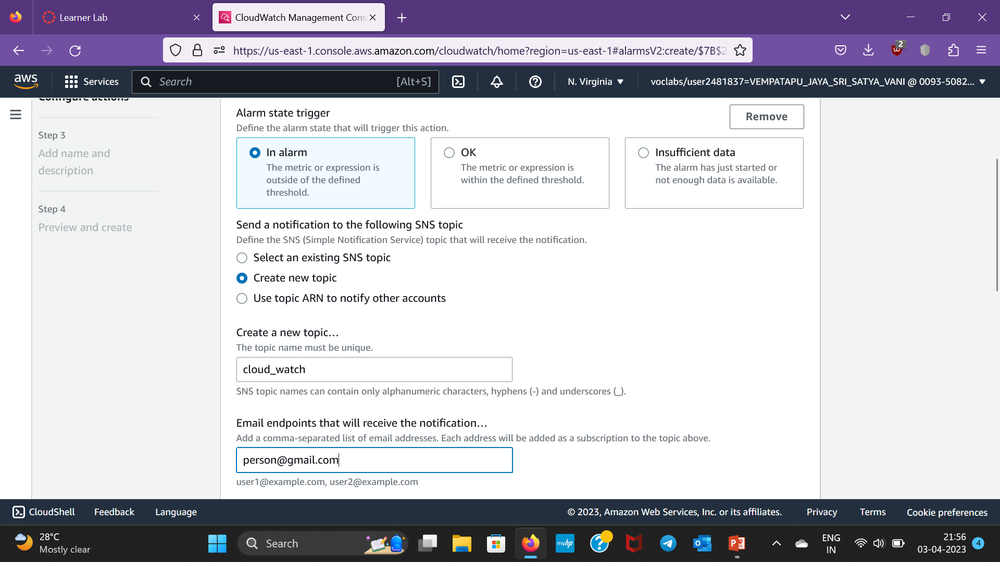 Learner Lab
CloudWatch Management Cons
https://us-east-1.console.aws.amazon.com/cloudwatch/home?region=us-east-1#alarmsV2:create/$7B$2
2
aws
Services
Search
[Alt+S]
N. Virginia
voclabs/user2481837=VEMPATAPU_JAYA_SRI_SATYA_VANI @ 0093-5082...
Configure actions
Step 3
Add name and
description
Step 4
Preview and create
Alarm state trigger
Define the alarm state that will trigger this action.
Remove
In alarm
The metric or expression is
outside of the defined
threshold.
OK
The metric or expression is
within the defined threshold.
Insufficient data
The alarm has just started or
not enough data is available.
Send a notification to the following SNS topic
Define the SNS (Simple Notification Service) topic that will receive the notification.
Select an existing SNS topic
Create new topic
Use topic ARN to notify other accounts
Create a new topic...
The topic name must be unique.
cloud_watch
SNS topic names can contain only alphanumeric characters, hyphens (-) and underscores (_).
Email endpoints that will receive the notification...
Add a comma-separated list of email addresses. Each address will be added as a subscription to the topic above.
person@gmail.com
user1@example.com, user2@example.com
CloudShell
Feedback
Language
© 2023, Amazon Web Services, Inc. or its affiliates.
Privacy
Terms
Cookie preferences
28°C
Mostly clear
Search
myhp
ENG
IN
21:56
03-04-2023
4